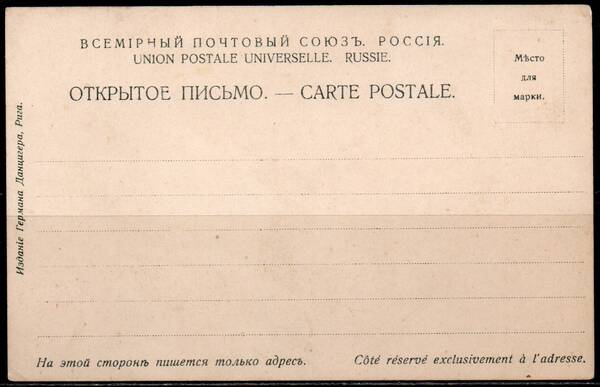 ВСЕМІРНЫЙ ПОЧТОВЫЙ СОЮЗЪ. РОССІЯ.
UNION POSTALE UNIVERSELLE. RUSSIE.
ОТКРЫТОЕ ПИСЬМО. — CARTE POSTALE.
Мѣсто
для
марки.
Изданіе Германа Данцигера, Рига.
На этой сторонѣ пишется только адресъ.
Côté réservé exclusivement à l'adresse.